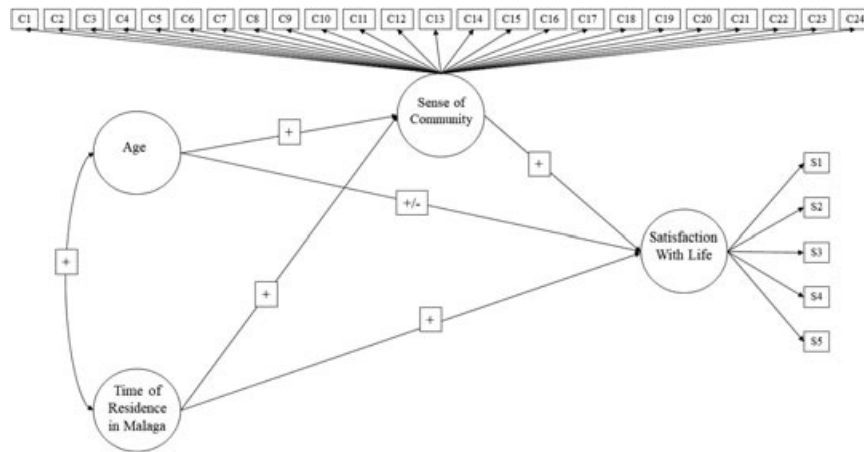 C1 C2 C3 C4 C5 C6 C7 C8 C9 C10 C11 C12 C13 C14 C15 C16 C17 C18 C19 C20 C21 C22 C23 C24
Sense of
Community
Age
+
+
+/-
S1
S2
S3
S4
S5
Satisfaction
With Life
+
+
+
Time of
Residence
in Malaga